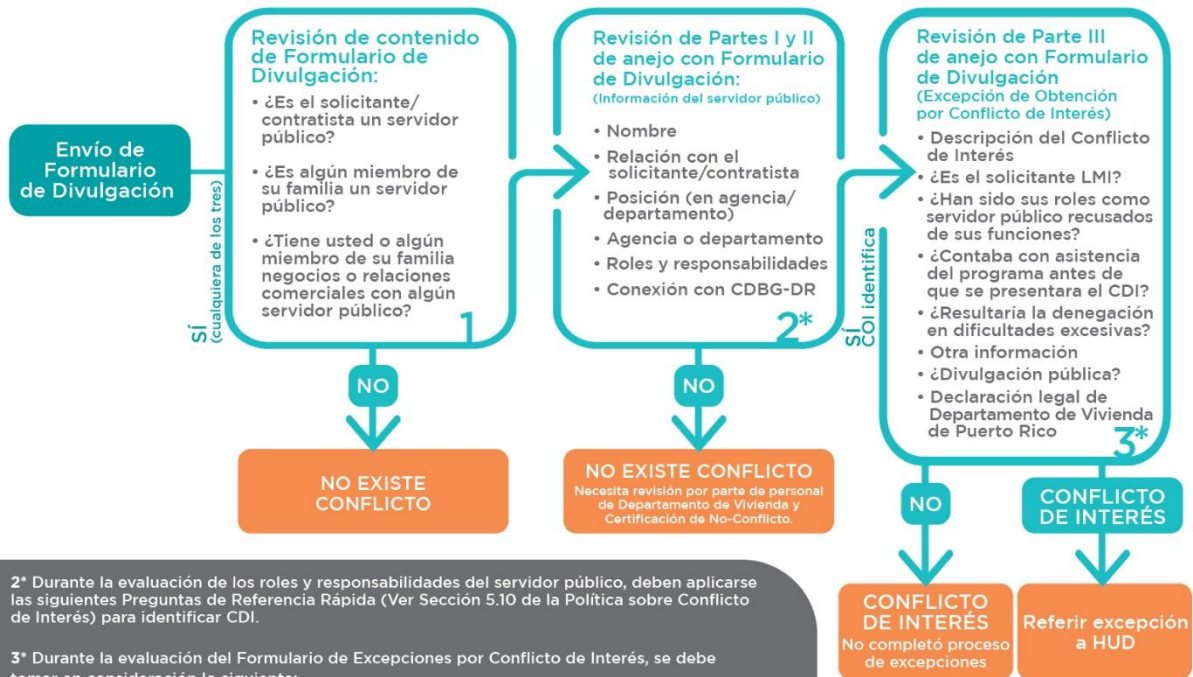 Envío de
Formulario
de Divulgación
SÍ
(cualquiera de los tres)
Revisión de contenido
de Formulario de
Divulgación:
• ¿Es el solicitante/
contratista un servidor
público?
• ¿Es algún miembro de
su familia un servidor
público?
• ¿Tiene usted o algún
miembro de su familia
negocios o relaciones
comerciales con algún
servidor público?
1
NO
NO EXISTE
CONFLICTO
Revisión de Partes I y II
de anejo con Formulario
de Divulgación:
(Información del servidor público)
• Nombre
• Relación con el
solicitante/contratista
• Posición (en agencia/
departamento)
• Agencia o departamento
• Roles y responsabilidades
• Conexión con CDBG-DR
2*
NO
NO EXISTE CONFLICTO
Necesita revisión por parte de personal
de Departamento de Vivienda y
Certificación de No-Conflicto.
SÍ
COI identifica
Revisión de Parte III
de anejo con Formulario
de Divulgación
(Excepción de Obtención
por Conflicto de Interés)
• Descripción del Conflicto
de Interés
• ¿Es el solicitante LMI?
• ¿Han sido sus roles como
servidor público recusados
de sus funciones?
• ¿Contaba con asistencia
del programa antes de
que se presentara el CDI?
• ¿Resultaría la denegación
en dificultades excesivas?
• Otra información
• ¿Divulgación pública?
• Declaración legal de
Departamento de Vivienda
de Puerto Rico
3*
NO
CONFLICTO
DE INTERÉS
No completó proceso
de excepciones
CONFLICTO
DE INTERÉS
Referir excepción
a HUD
2* Durante la evaluación de los roles y responsabilidades del servidor público, deben aplicarse
las siguientes Preguntas de Referencia Rápida (Ver Sección 5.10 de la Política sobre Conflicto
de Interés) para identificar CDI.
3* Durante la evaluación del Formulario de Excepciones por Conflicto de Interés, se debe
tomar en consideración lo siguiente: